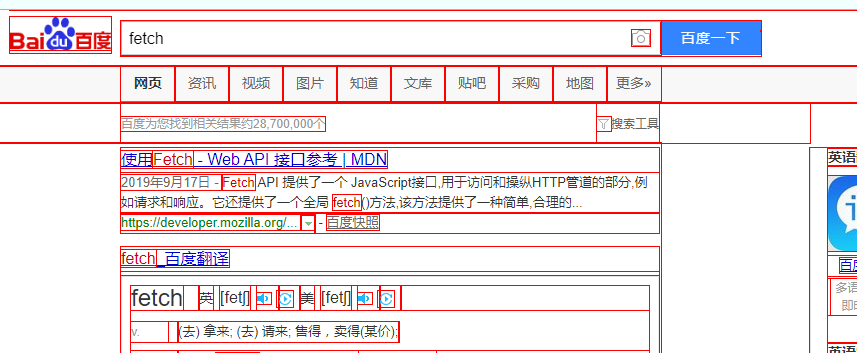 Bai du 百度 fetch 百度一下
网页 资讯 视频 图片 知道 文库 贴吧 采购 地图 更多»
百度为您找到相关结果约28,700,000个 搜索工具
使用Fetch - Web API 接口参考 | MDN
英语
2019年9月17日 - Fetch API 提供了一个 JavaScript接口,用于访问和操纵HTTP管道的部分,例
如请求和响应。它还提供了一个全局 fetch()方法,该方法提供了一种简单,合理的...
https://developer.mozilla.org/... - 百度快照
fetch_百度翻译
多语
即时
fetch 英 [fetʃ] 美 [fetʃ]
v. (去) 拿来; (去) 请来; 售得，卖得(某价);
英语